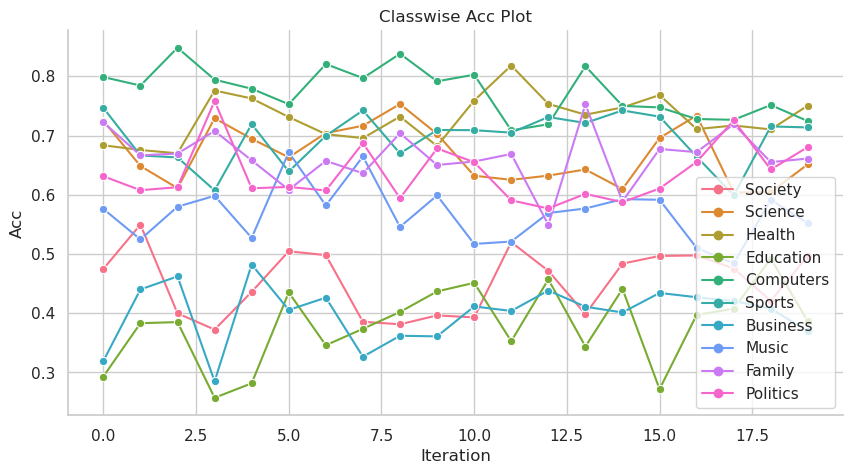 Classwise Acc Plot
Acc
0.8
0.7
0.6
0.5
0.4
0.3
0.0 2.5 5.0 7.5 10.0 12.5 15.0 17.5
Iteration
Society
Science
Health
Education
Computers
Sports
Business
Music
Family
Politics